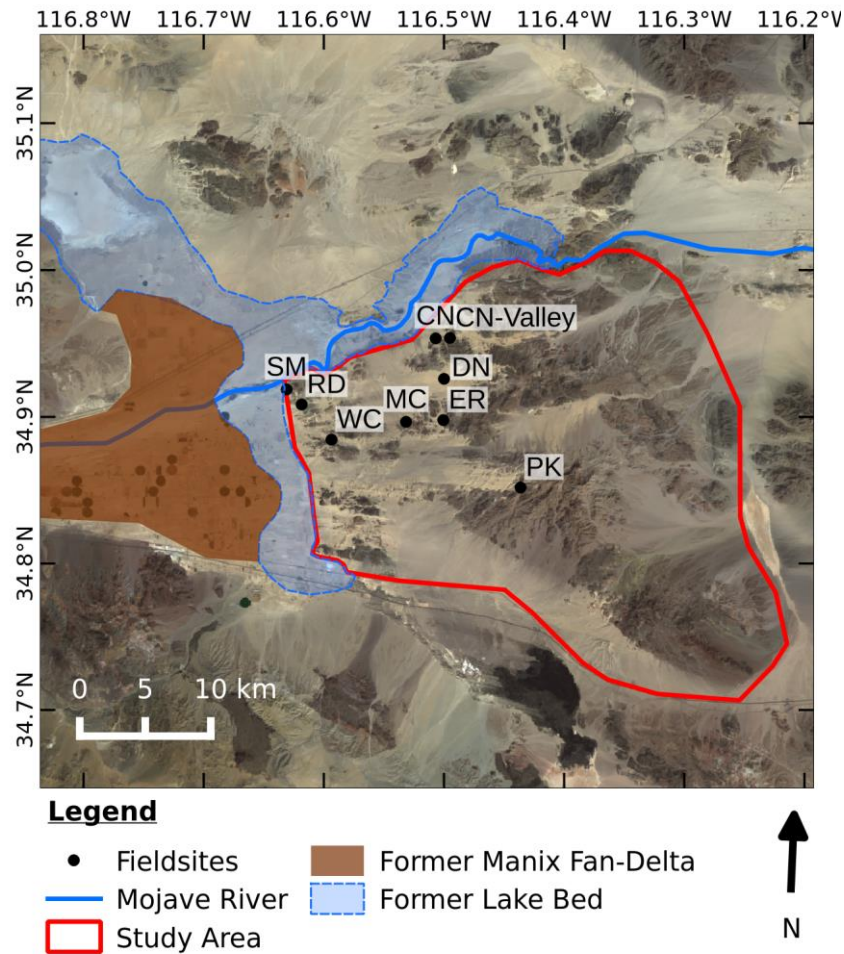 116.8°W 116.7°W 116.6°W 116.5°W 116.4°W 116.3°W 116.2°W
35.1°N
35.0°N
34.9°N
34.8°N
34.7°N
CN CN-Valley
SM
RD
DN
MC
ER
WC
PK
0 5 10 km
Legend
Fieldsites
Mojave River
Study Area
Former Manix Fan-Delta
Former Lake Bed
N